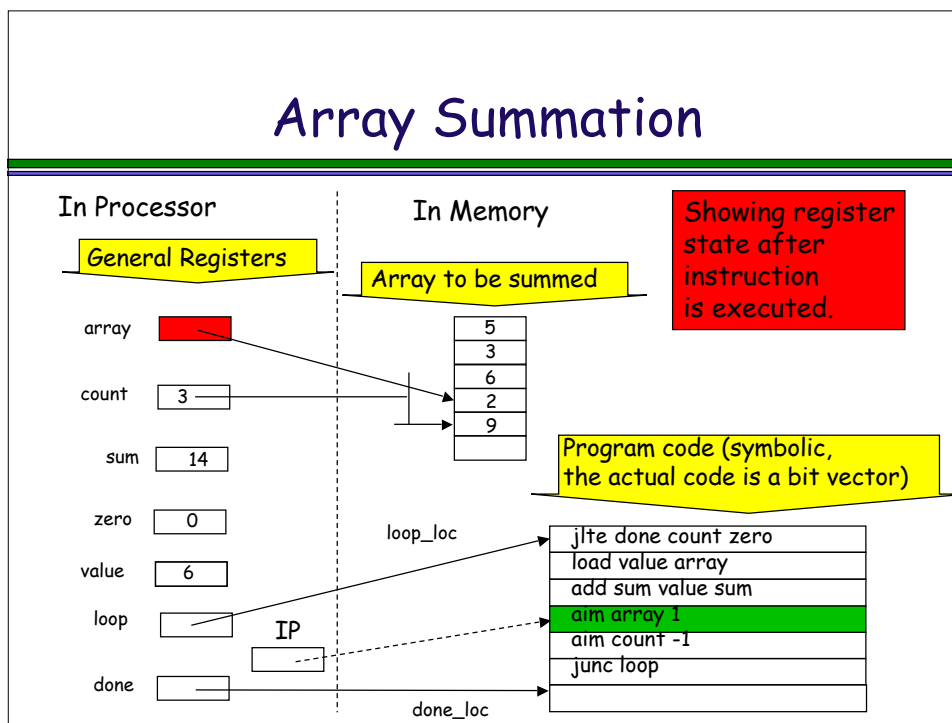 Array Summation
In Processor
In Memory
Showing register
state after
instruction
is executed.
General Registers
Array to be summed
array
count
3
sum
14
zero
0
value
6
loop
IP
done
5
3
6
2
9
Program code (symbolic,
the actual code is a bit vector)
loop_loc
jlte done count zero
load value array
add sum value sum
aim array 1
aim count -1
junc loop
done_loc